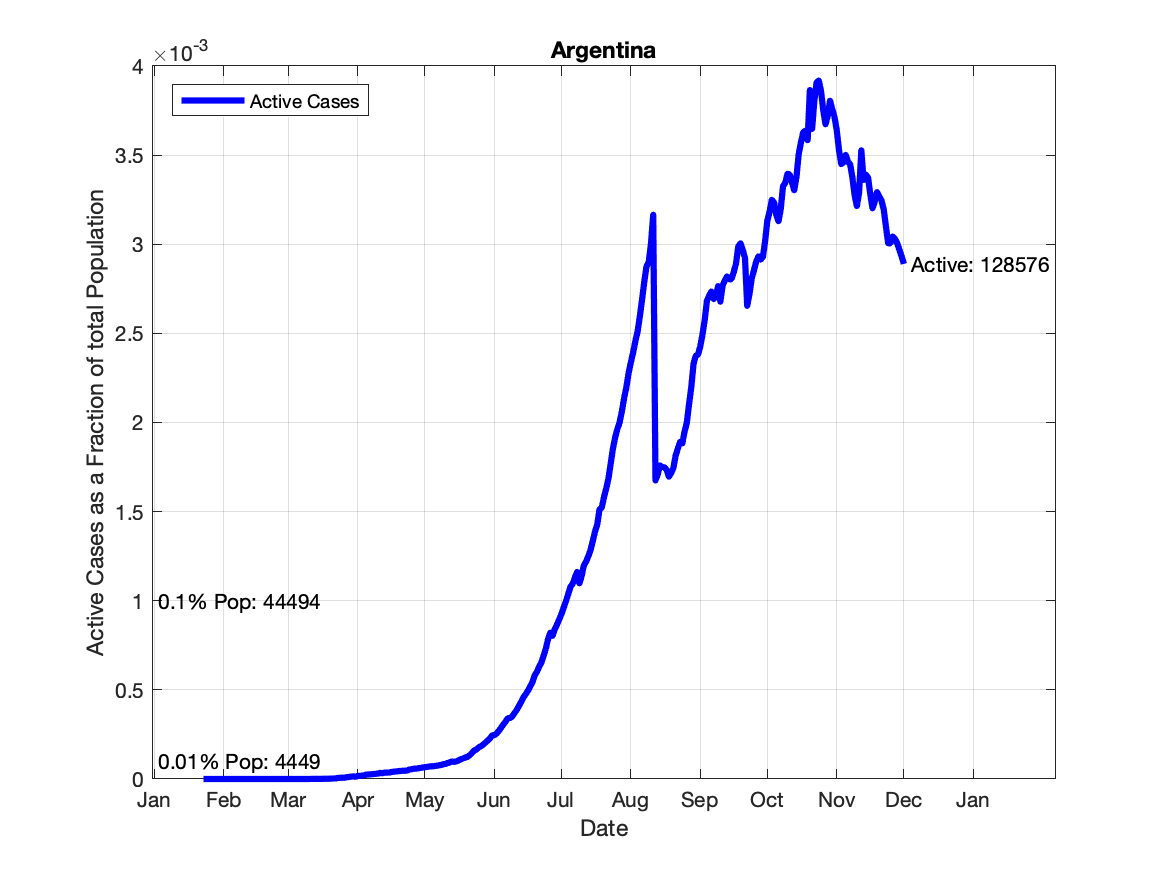 Argentina
×10-3
Active Cases
4
3.5
3
2.5
2
1.5
1
0.5
0
Active Cases as a Fraction of total Population
Active: 128576
0.1% Pop: 44494
0.01% Pop: 4449
Jan Feb Mar Apr May Jun Jul Aug Sep Oct Nov Dec Jan
Date